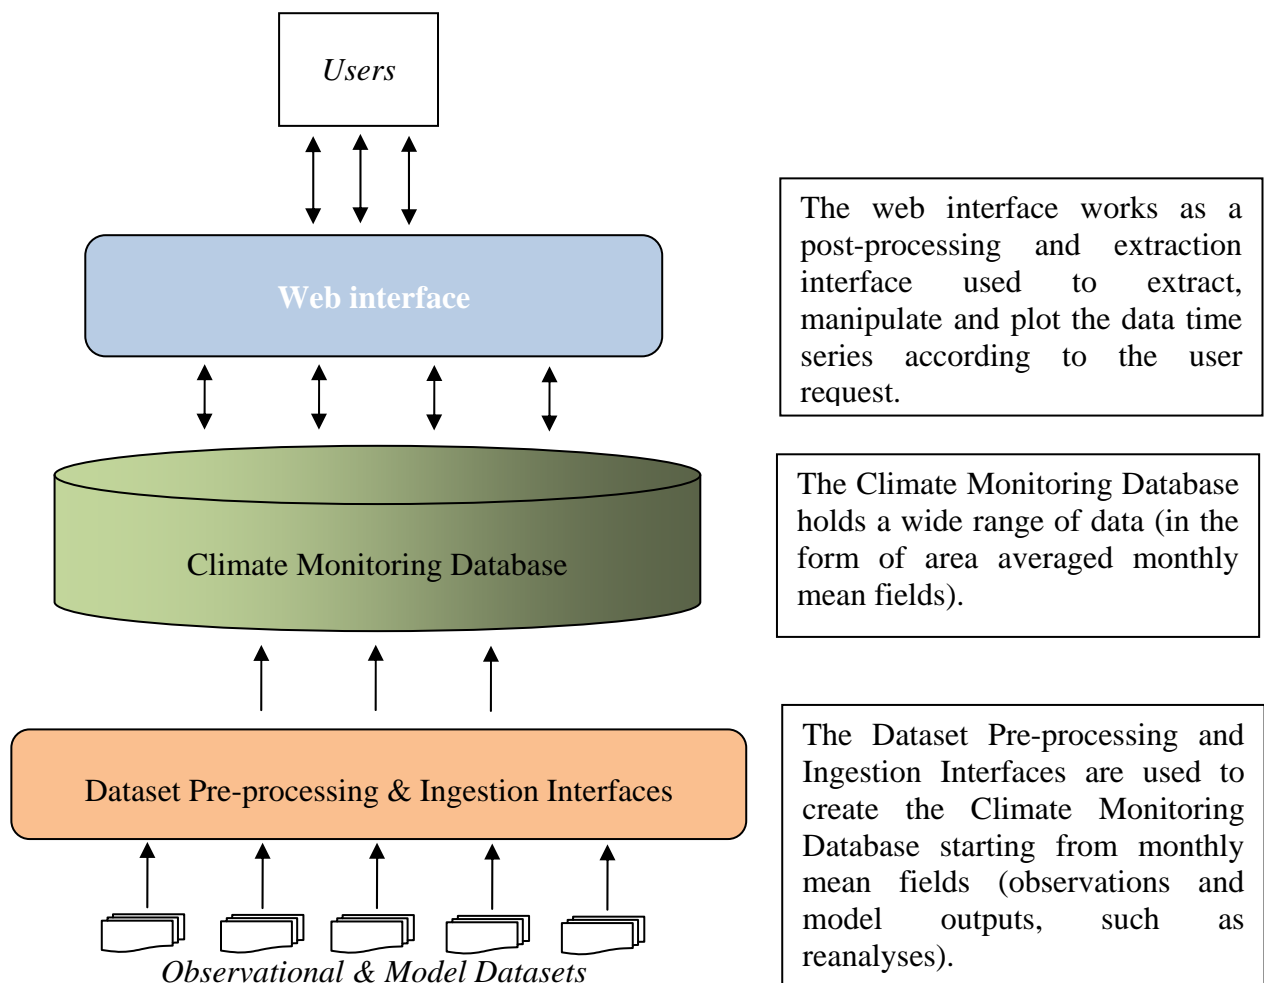 Users
Web interface
Climate Monitoring Database
Dataset Pre-processing & Ingestion Interfaces
Observational & Model Datasets
The web interface works as a
post-processing and extraction
interface used to extract,
manipulate and plot the data time
series according to the user
request.
The Climate Monitoring Database
holds a wide range of data (in the
form of area averaged monthly
mean fields).
The Dataset Pre-processing and
Ingestion Interfaces are used to
create the Climate Monitoring
Database starting from monthly
mean fields (observations and
model outputs, such as
reanalyses).